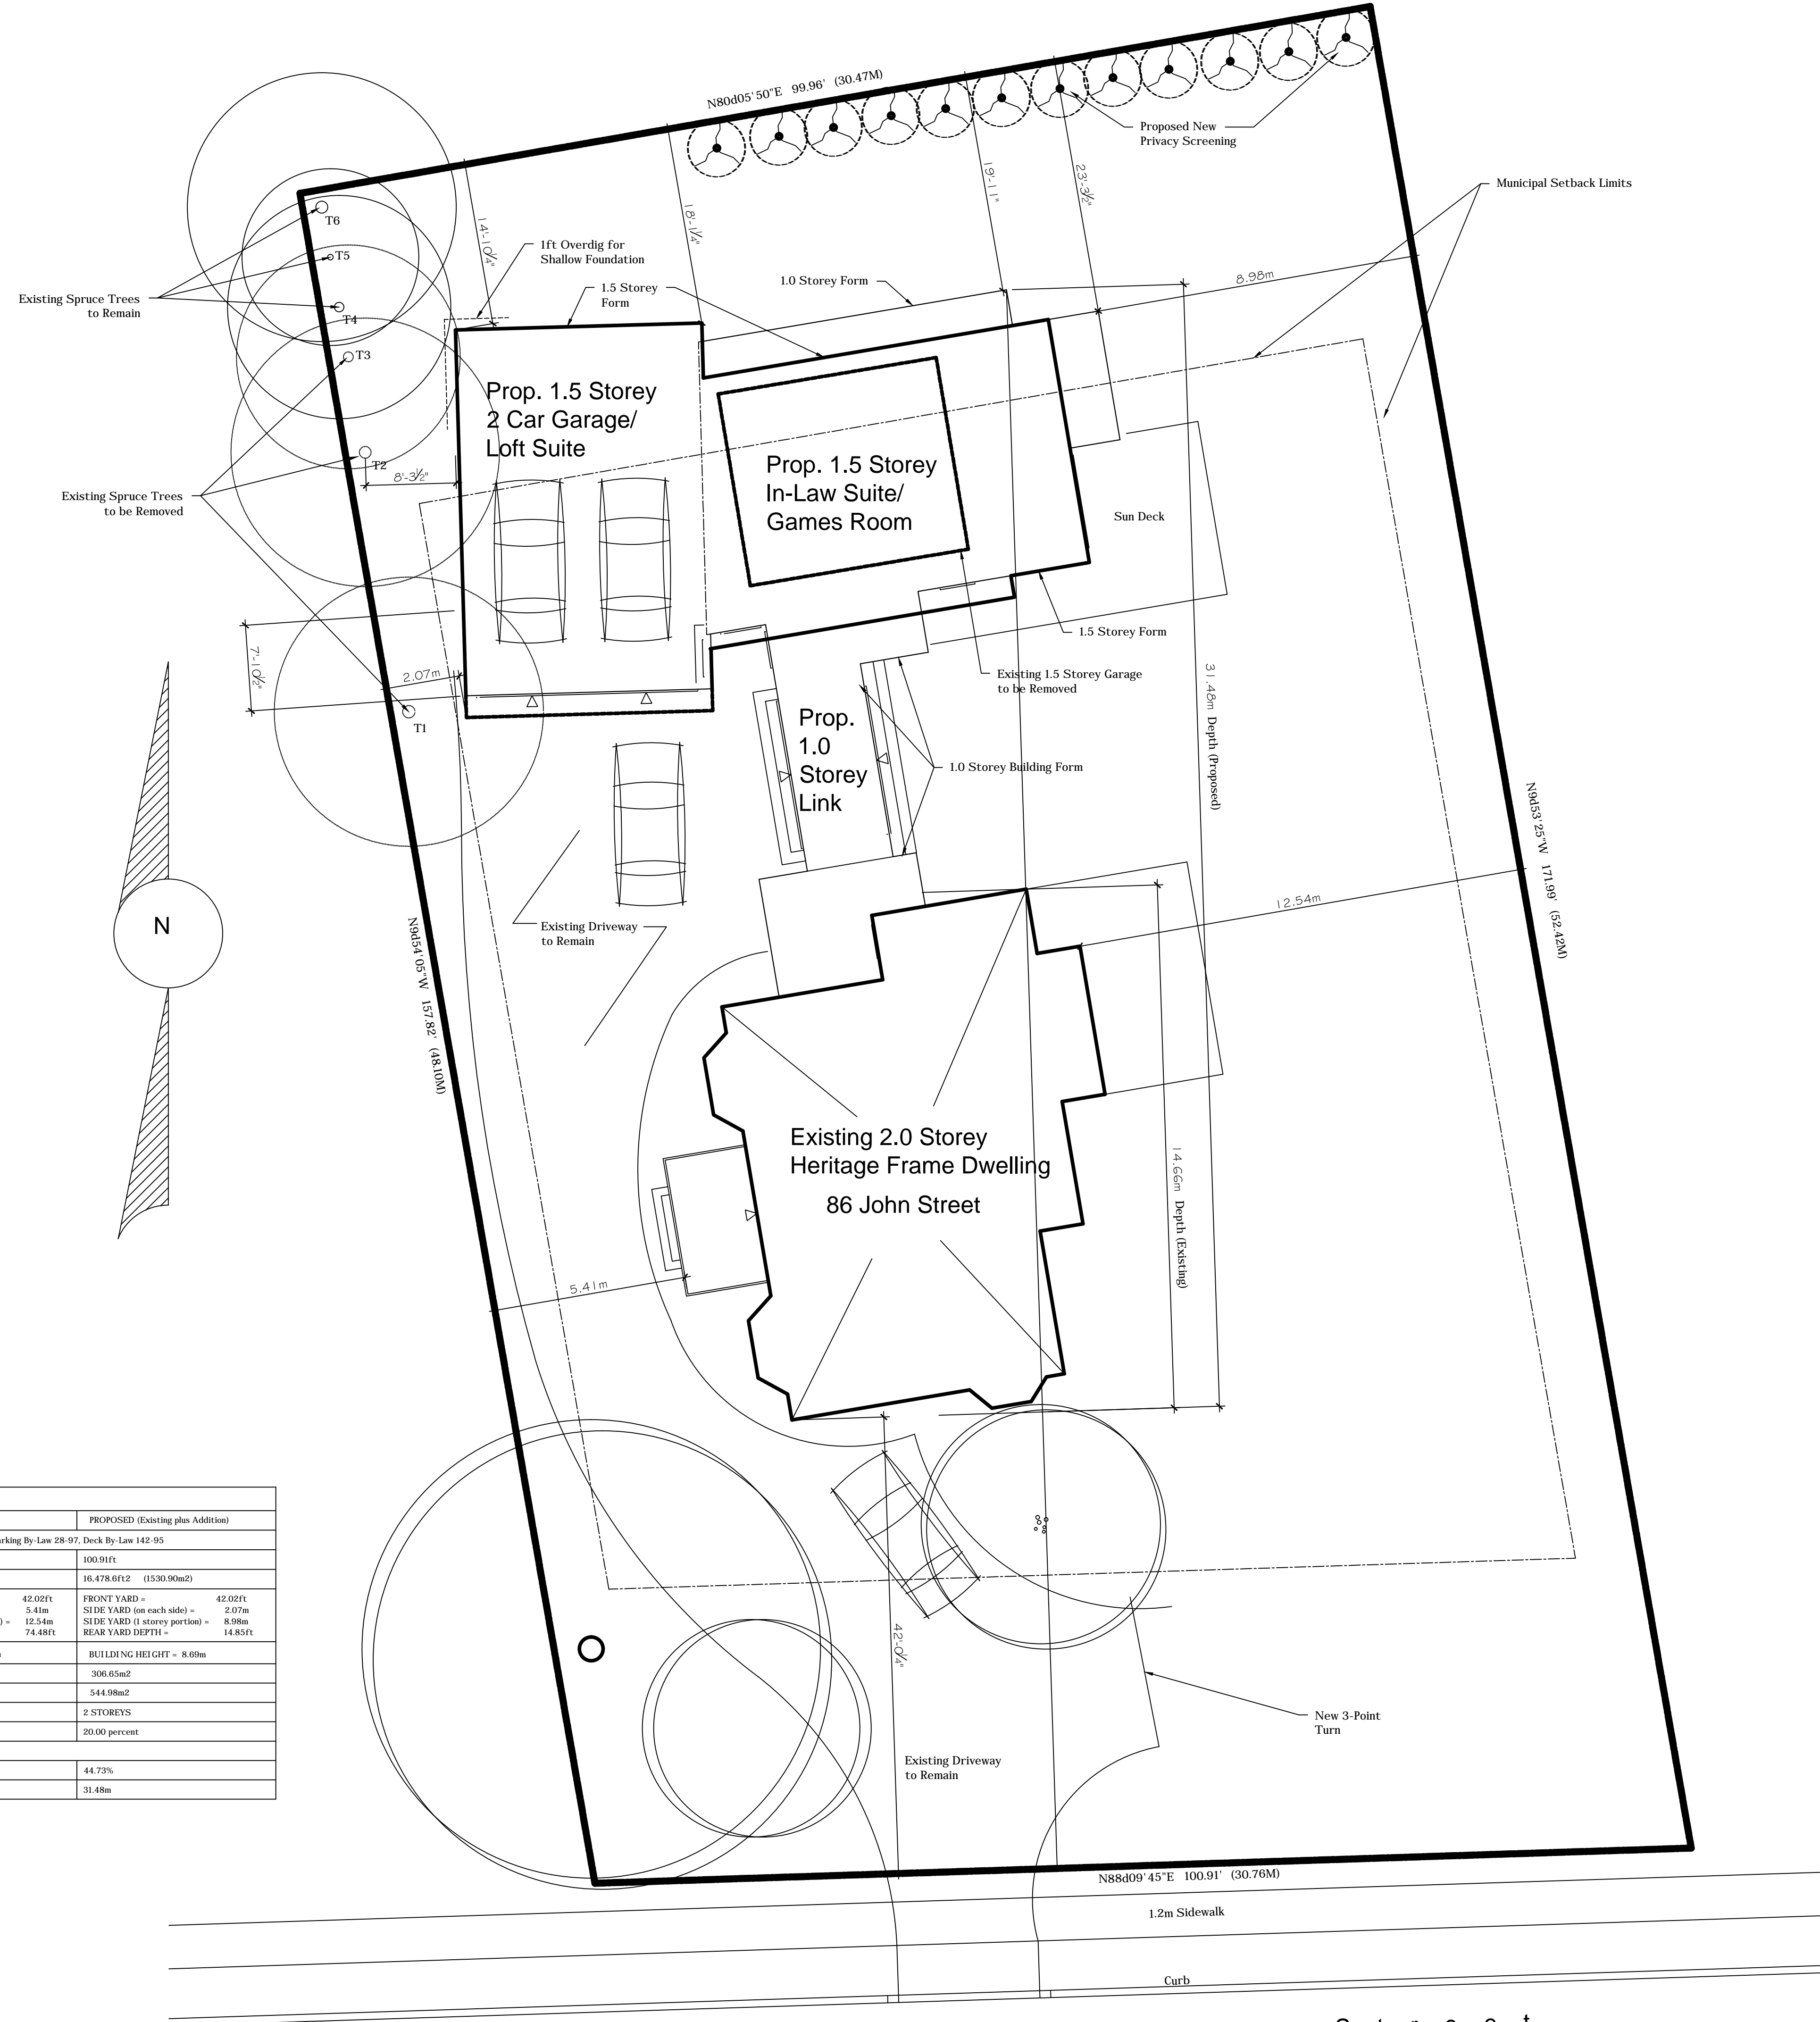 N80d05'50"E 99.96' (30.47M)
Proposed New
Privacy Screening
Municipal Setback Limits
19'-11"
23'-3½"
18'-1¼"
14'-10¼"
T6
T5
T4
T3
T2
T1
1ft Overdig for
Shallow Foundation
1.5 Storey
Form
1.0 Storey Form
8.98m
Existing Spruce Trees
to Remain
Prop. 1.5 Storey
2 Car Garage/
Loft Suite
8'-3½"
Existing Spruce Trees
to be Removed
Prop. 1.5 Storey
In-Law Suite/
Games Room
Sun Deck
1.5 Storey Form
7'-10½"
2.07m
Existing 1.5 Storey Garage
to be Removed
Prop.
1.0
Storey
Link
1.0 Storey Building Form
31.48m Depth (Proposed)
N9d53'25"W 171.99' (52.42M)
N
Existing Driveway
to Remain
12.54m
N9d54'05"W 157.82' (48.10M)
Existing 2.0 Storey
Heritage Frame Dwelling
86 John Street
14.66m Depth (Existing)
5.41m
PROPOSED (Existing plus Addition)
arking By-Law 28-97, Deck By-Law 142-95
100.91ft
16,478.6ft2 (1530.90m2)
42.02ft FRONT YARD = 42.02ft
5.41m SIDE YARD (on each side) = 2.07m
) = 12.54m SIDE YARD (1 storey portion) = 8.98m
74.48ft REAR YARD DEPTH = 14.85ft
BUILDING HEIGHT = 8.69m
306.65m2
544.98m2
2 STOREYS
20.00 percent
44.73%
31.48m
42'-0¼"
New 3-Point
Turn
Existing Driveway
to Remain
N88d09'45"E 100.91' (30.76M)
1.2m Sidewalk
Curb
S t r e e t